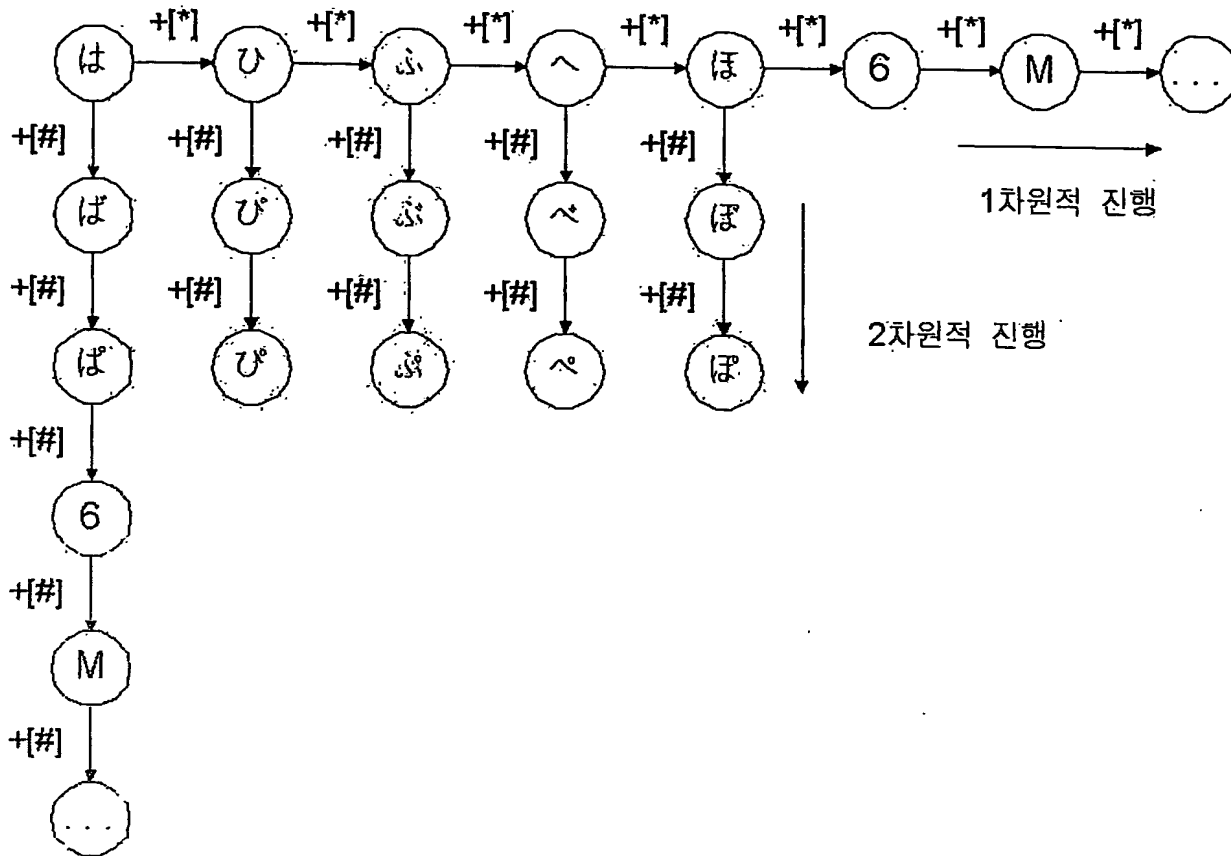 +[*] +[*] +[*] +[*] +[*] +[*] +[*]
は ひ ふ へ ほ 6 M ...
+[#] +[#] +[#] +[#] +[#]
1차원적 진행
ば び ぶ べ ぼ
+[#] +[#] +[#] +[#] +[#]
2차원적 진행
ぱ ぴ ぷ ぺ ぽ
+[#]
6
+[#]
M
+[#]
...